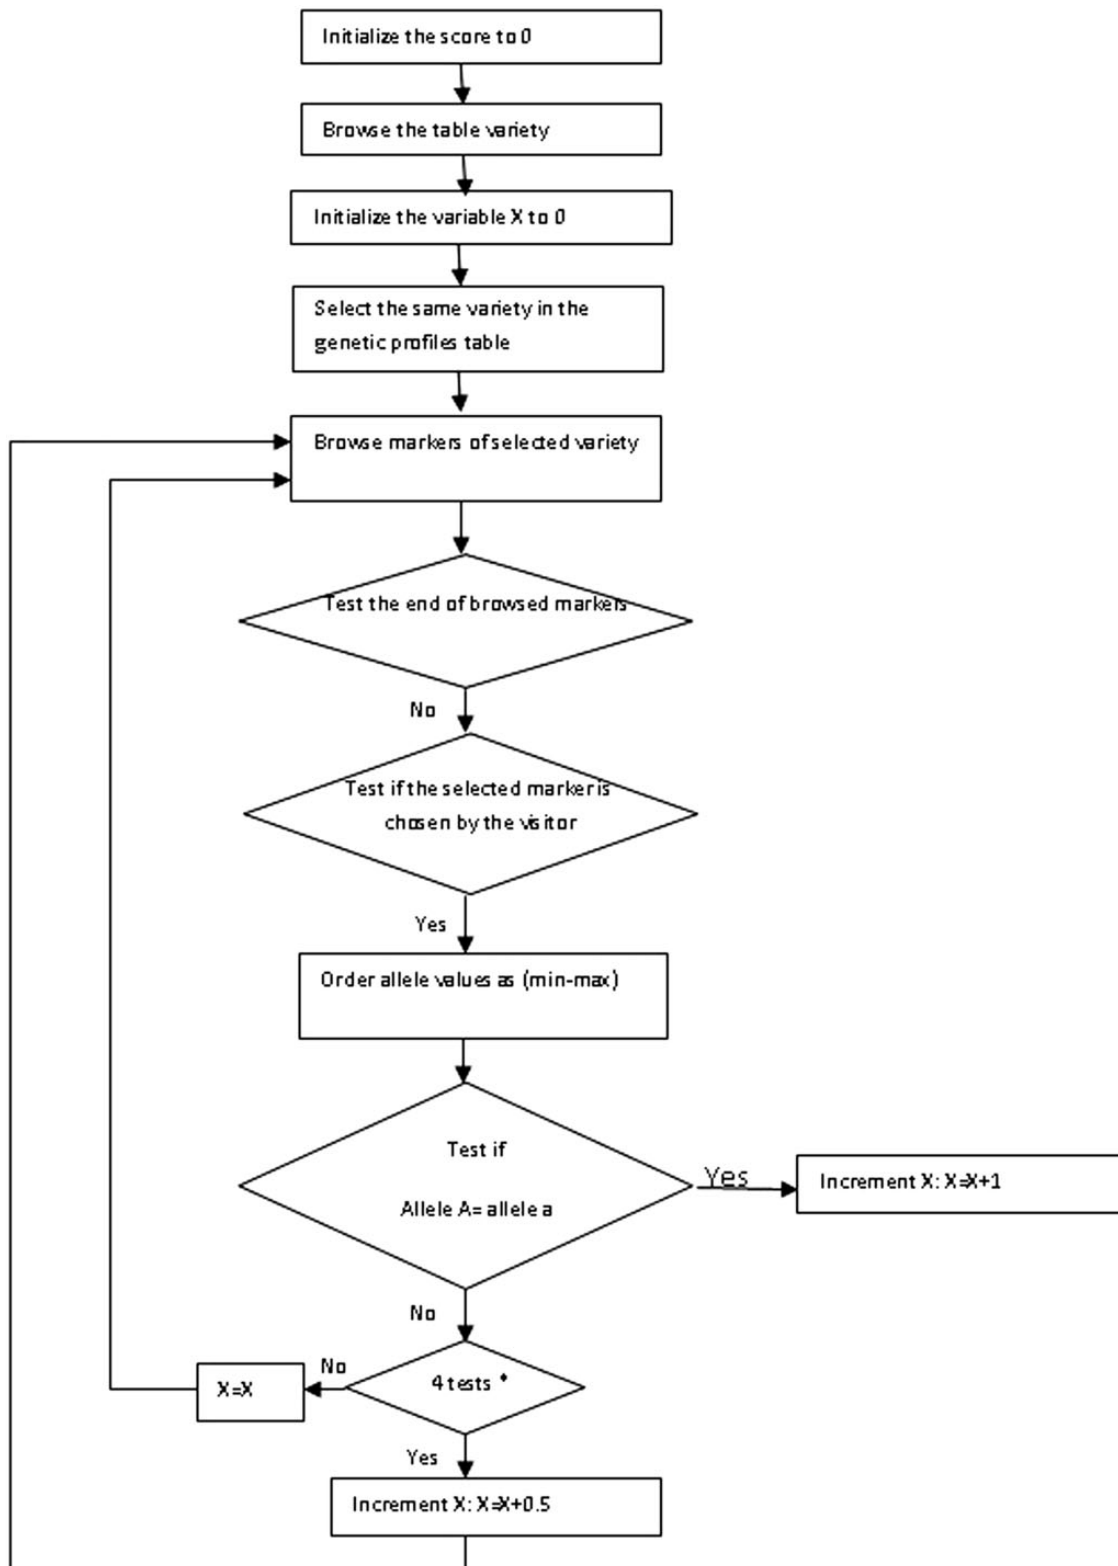 Initialize the score to 0
Browse the table variety
Initialize the variable X to 0
Select the same variety in the
genetic profiles table
Browse markers of selected variety
Test the end of browsed markers
No
Test if the selected marker is
chosen by the visitor
Yes
Order allele values as (min-max)
Test if
Allele A= allele a
Yes
Increment X: X=X+1
No
4 tests *
No
X=X
Yes
Increment X: X=X+0.5